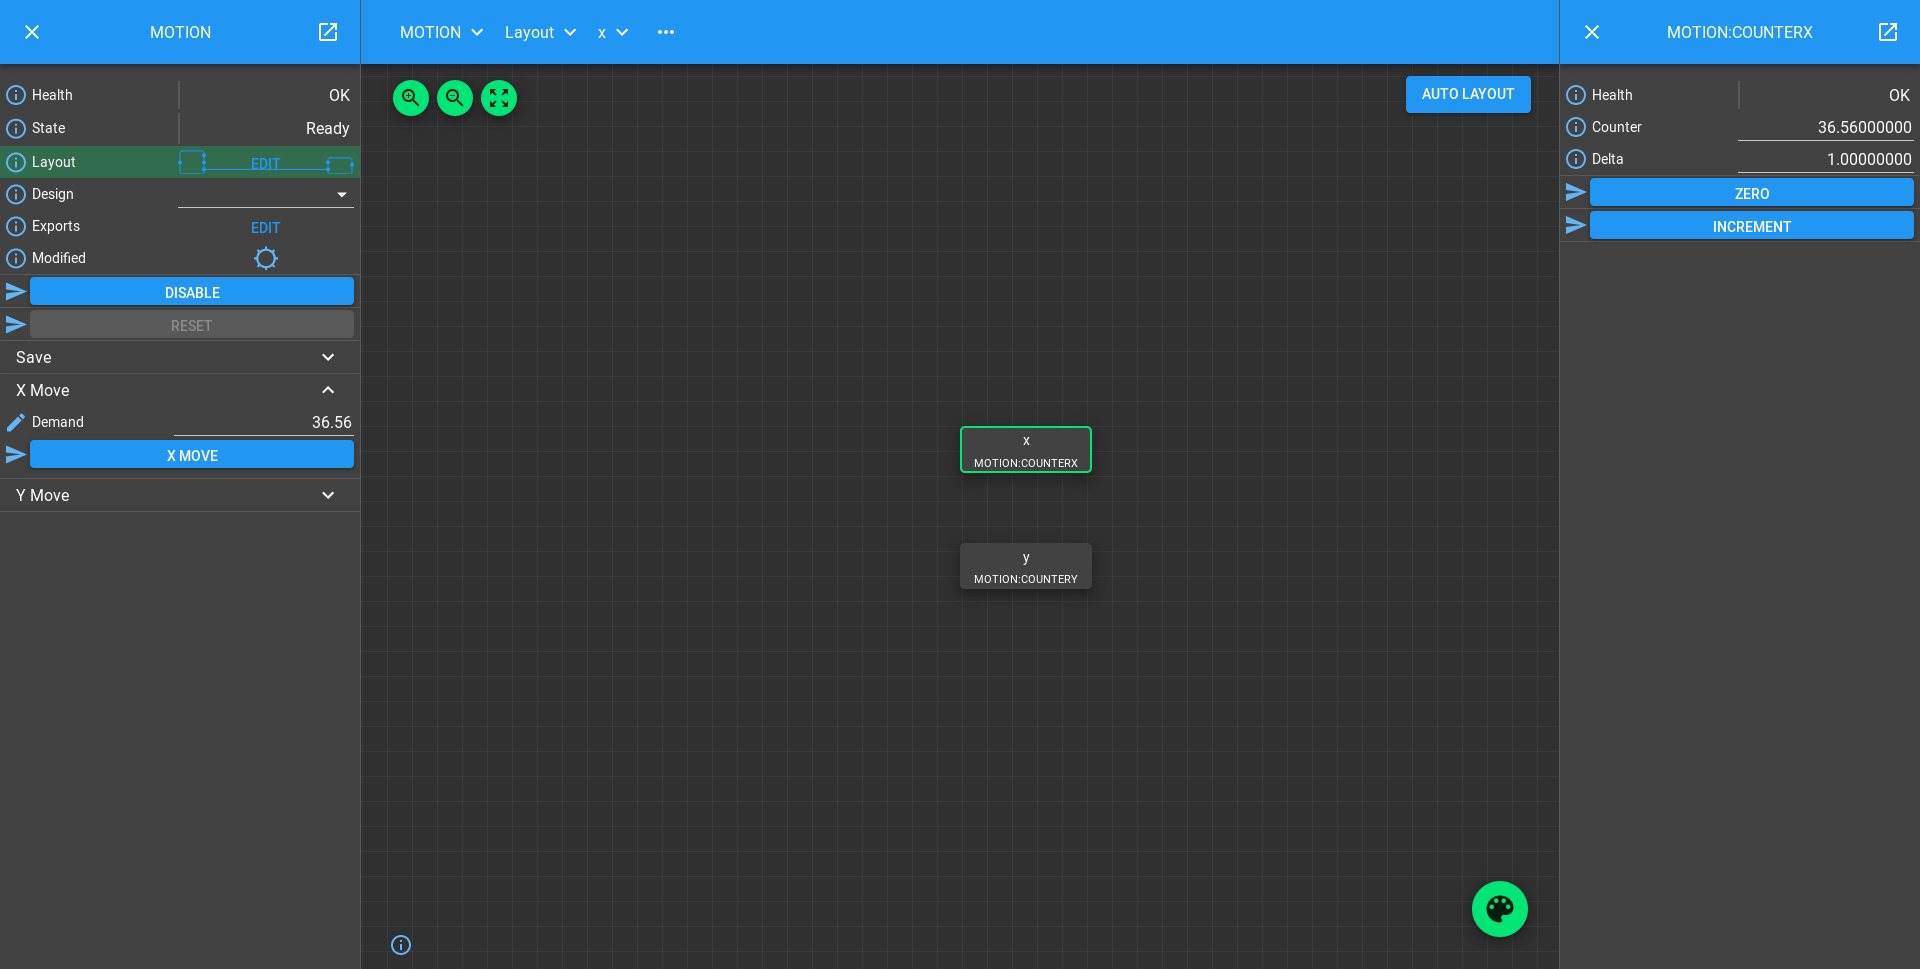 MOTION
Health OK
State Ready
Layout EDIT
Design
Exports EDIT
Modified
DISABLE
RESET
Save
X Move
Demand 36.56
X MOVE
Y Move
MOTION Layout x
AUTO LAYOUT
x
MOTION:COUNTERX
y
MOTION:COUNTERY
MOTION:COUNTERX
Health OK
Counter 36.56000000
Delta 1.00000000
ZERO
INCREMENT